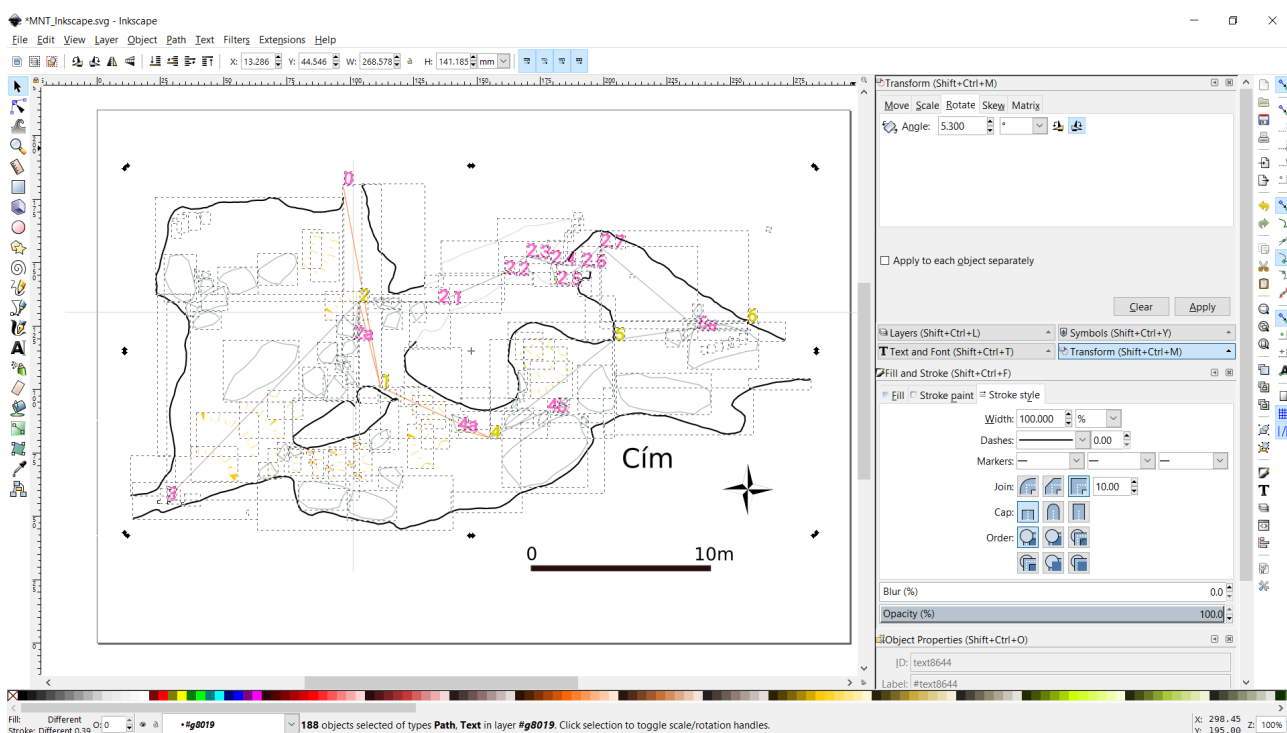 *MNT_Inkscape.svg - Inkscape
File Edit View Layer Object Path Text Filters Extensions Help
X: 13.286 Y: 44.546 W: 268.578 H: 141.185 mm
Transform (Shift+Ctrl+M)
Move Scale Rotate Skew Matrix
Angle: 5.300 °
0
2.7
2.3 2.4 2.6
2.2 2.5
2 2.1
2a
5a 6
5
1
4b
4a 4
3
Cím
0 10m
Apply to each object separately
Clear Apply
Layers (Shift+Ctrl+L) Symbols (Shift+Ctrl+Y)
Text and Font (Shift+Ctrl+T) Transform (Shift+Ctrl+M)
Fill and Stroke (Shift+Ctrl+F)
Fill Stroke paint Stroke style
Width: 100.000 %
Dashes: 0.00
Markers:
Join: 10.00
Cap:
Order:
Blur (%) 0.0
Opacity (%) 100.0
Object Properties (Shift+Ctrl+O)
ID: text8644
Label: #text8644
Fill: Different
Stroke: Different 0.39
O: 0
•#g8019
188 objects selected of types Path, Text in layer #g8019. Click selection to toggle scale/rotation handles.
X: 298.45
Y: 195.00
Z: 100%